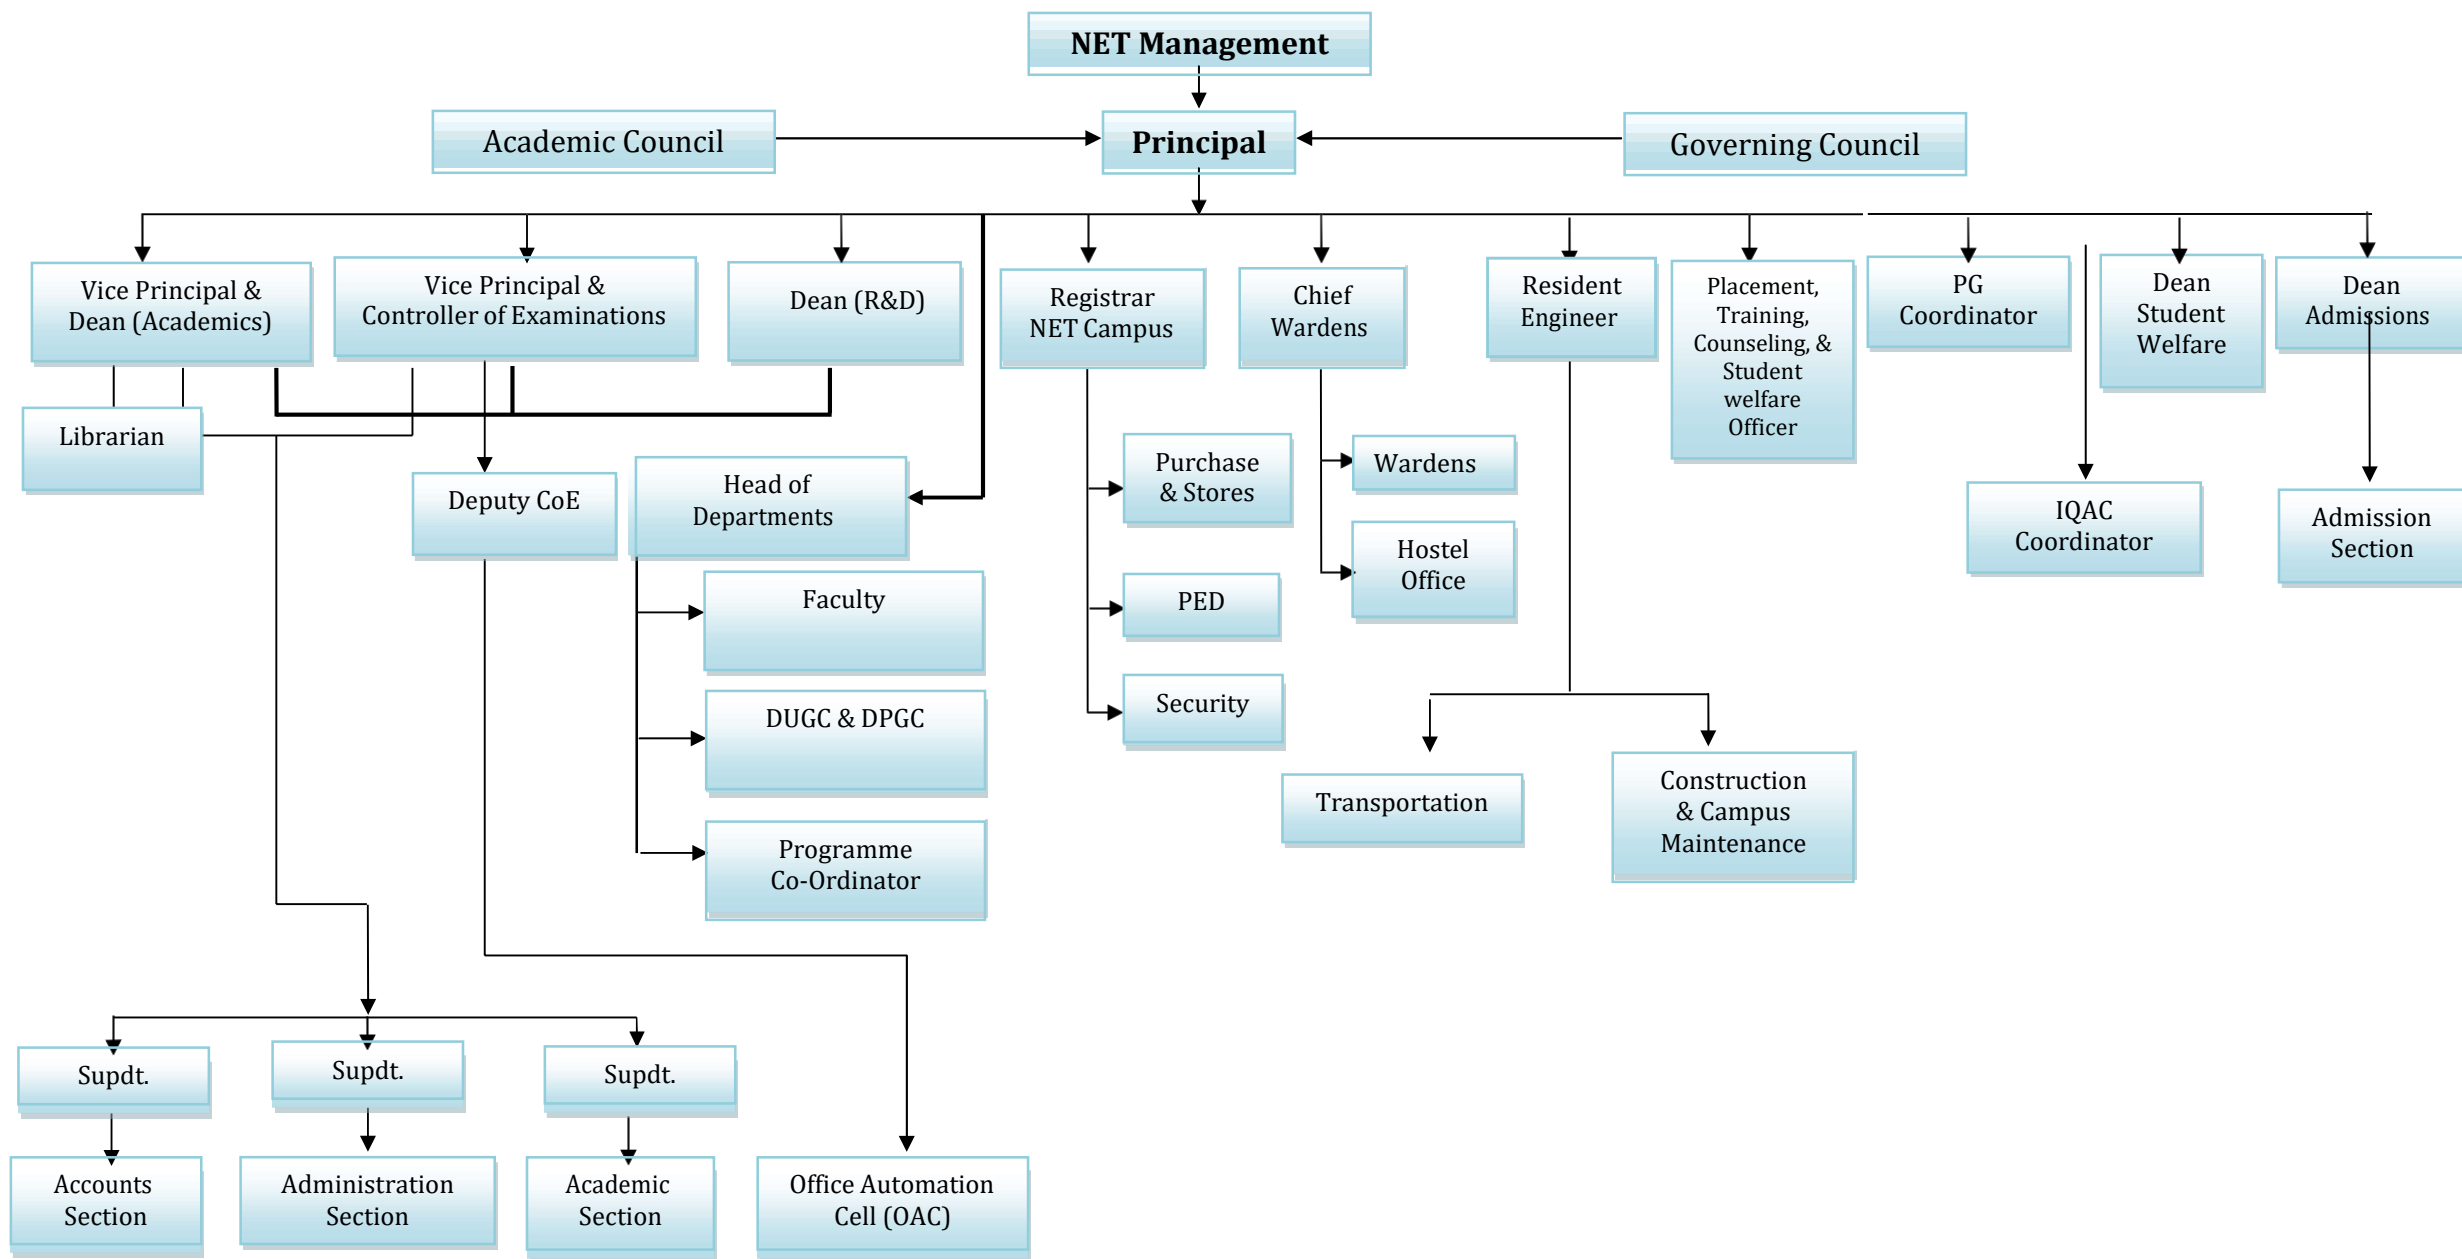 NET Management
Academic Council
Principal
Governing Council
Vice Principal &
Dean (Academics)
Vice Principal &
Controller of Examinations
Dean (R&D)
Registrar
NET Campus
Chief
Wardens
Resident
Engineer
Placement,
Training,
Counseling, &
Student
welfare
Officer
PG
Coordinator
Dean
Student
Welfare
Dean
Admissions
Librarian
Deputy CoE
Head of
Departments
Purchase
& Stores
Wardens
IQAC
Coordinator
Admission
Section
Hostel
Office
Faculty
PED
DUGC & DPGC
Security
Transportation
Construction
& Campus
Maintenance
Programme
Co-Ordinator
Supdt.
Supdt.
Supdt.
Accounts
Section
Administration
Section
Academic
Section
Office Automation
Cell (OAC)